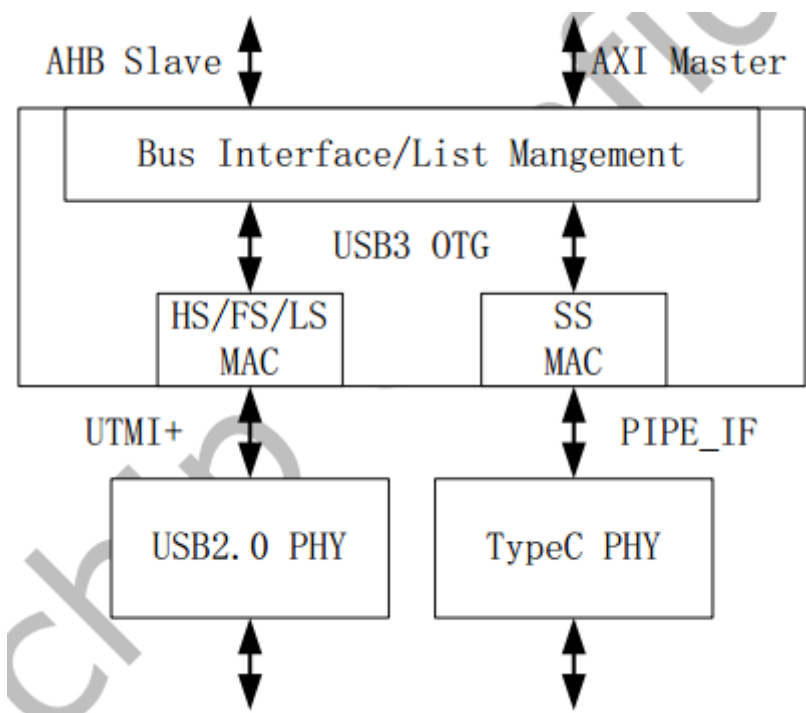 AHB Slave
AXI Master
Bus Interface/List Mangement
USB3 OTG
HS/FS/LS
MAC
SS
MAC
UTMI+
PIPE_IF
USB2.0 PHY
TypeC PHY